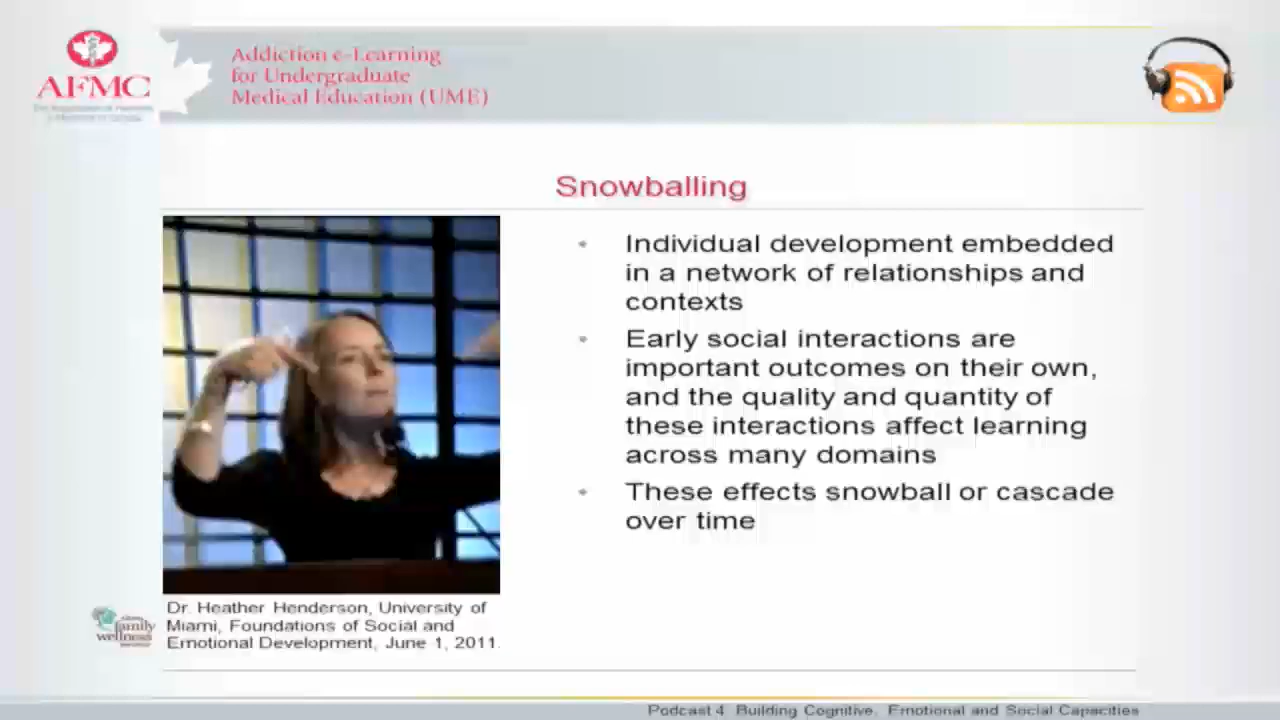 AFMC
Addiction e-Learning
for Undergraduate
Medical Education (UME)
Snowballing
• Individual development embedded
in a network of relationships and
contexts
• Early social interactions are
important outcomes on their own,
and the quality and quantity of
these interactions affect learning
across many domains
• These effects snowball or cascade
over time
Dr. Heather Henderson, University of
Miami, Foundations of Social and
Emotional Development, June 1, 2011.
family
wellness
Podcast 4 Building Cognitive, Emotional and Social Capacities